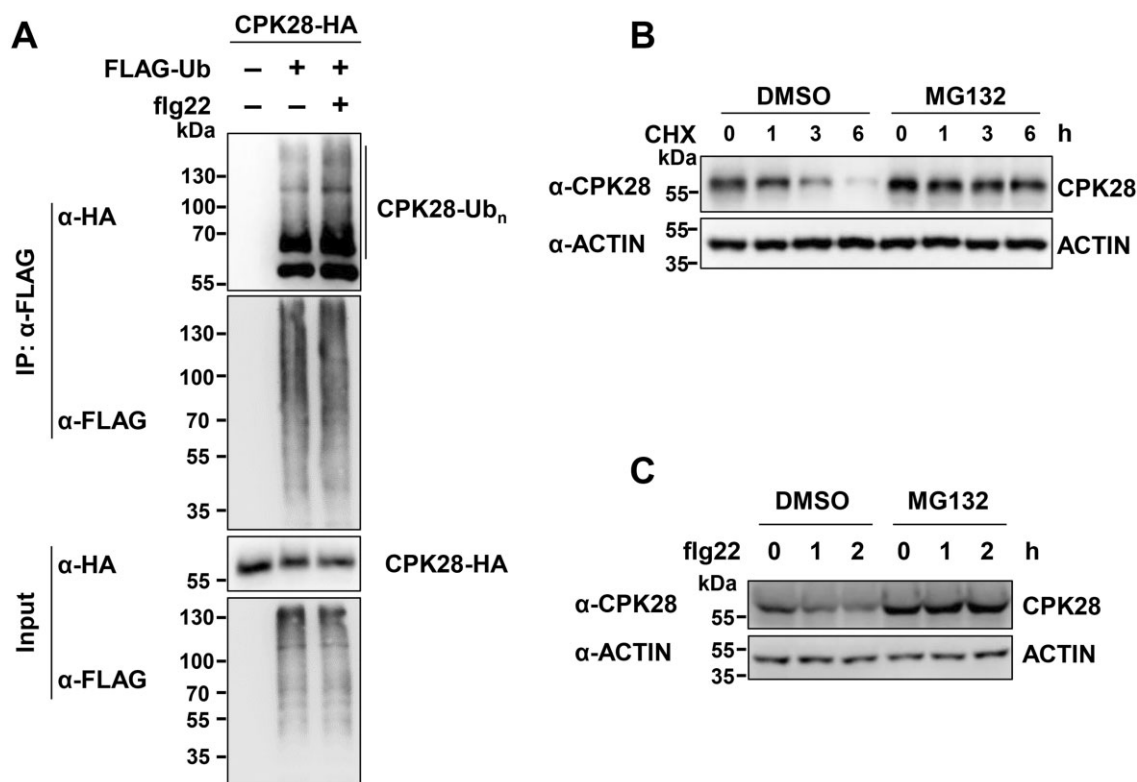 A
CPK28-HA
FLAG-Ub – + +
flg22 – – +
kDa
130
100
70
55
α-HA
CPK28-Ubn
130
100
70
55
35
α-FLAG
IP: α-FLAG
α-HA
55
CPK28-HA
130
100
70
55
35
α-FLAG
Input
B
DMSO MG132
CHX 0 1 3 6 0 1 3 6 h
kDa
α-CPK28 55 CPK28
55
α-ACTIN ACTIN
35
C
DMSO MG132
flg22 0 1 2 0 1 2 h
kDa
α-CPK28 55 CPK28
55
α-ACTIN ACTIN
35